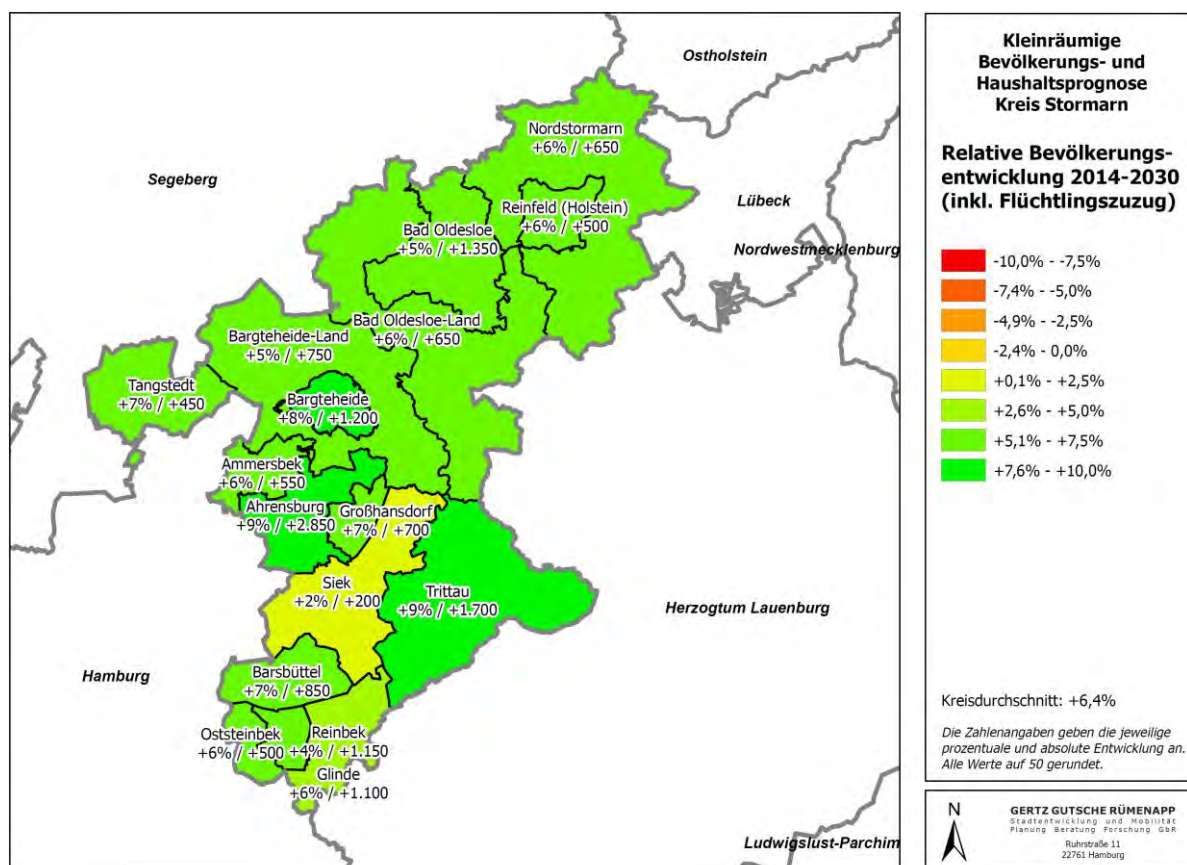 Ostholstein
Nordstormarn
+6% / +650
Segeberg
Lübeck
Reinfeld (Holstein)
+6% / +500
Bad Oldesloe
+5% / +1.350
Nordwestmecklenburg
Bad Oldesloe-Land
+6% / +650
Bargteheide-Land
+5% / +750
Tangstedt
+7% / +450
Bargteheide
+8% / +1.200
Ammersbek
+6% / +550
Ahrensburg
+9% / +2.850
Großhansdorf
+7% / +700
Siek
+2% / +200
Trittau
+9% / +1.700
Herzogtum Lauenburg
Hamburg
Barsbüttel
+7% / +850
Oststeinbek
+6% / +500
Reinbek
+4% / +1.150
Glinde
+6% / +1.100
Ludwigslust-Parchim
Kleinräumige
Bevölkerungs- und
Haushaltsprognose
Kreis Stormarn
Relative Bevölkerungs-
entwicklung 2014-2030
(inkl. Flüchtlingszuzug)
-10,0% - -7,5%
-7,4% - -5,0%
-4,9% - -2,5%
-2,4% - 0,0%
+0,1% - +2,5%
+2,6% - +5,0%
+5,1% - +7,5%
+7,6% - +10,0%
Kreisdurchschnitt: +6,4%
Die Zahlenangaben geben die jeweilige
prozentuale und absolute Entwicklung an.
Alle Werte auf 50 gerundet.
N
GERTZ GUTSCHE RÜMENAPP
Stadtentwicklung und Mobilität
Planung Beratung Forschung GbR
Ruhrstraße 11
22761 Hamburg